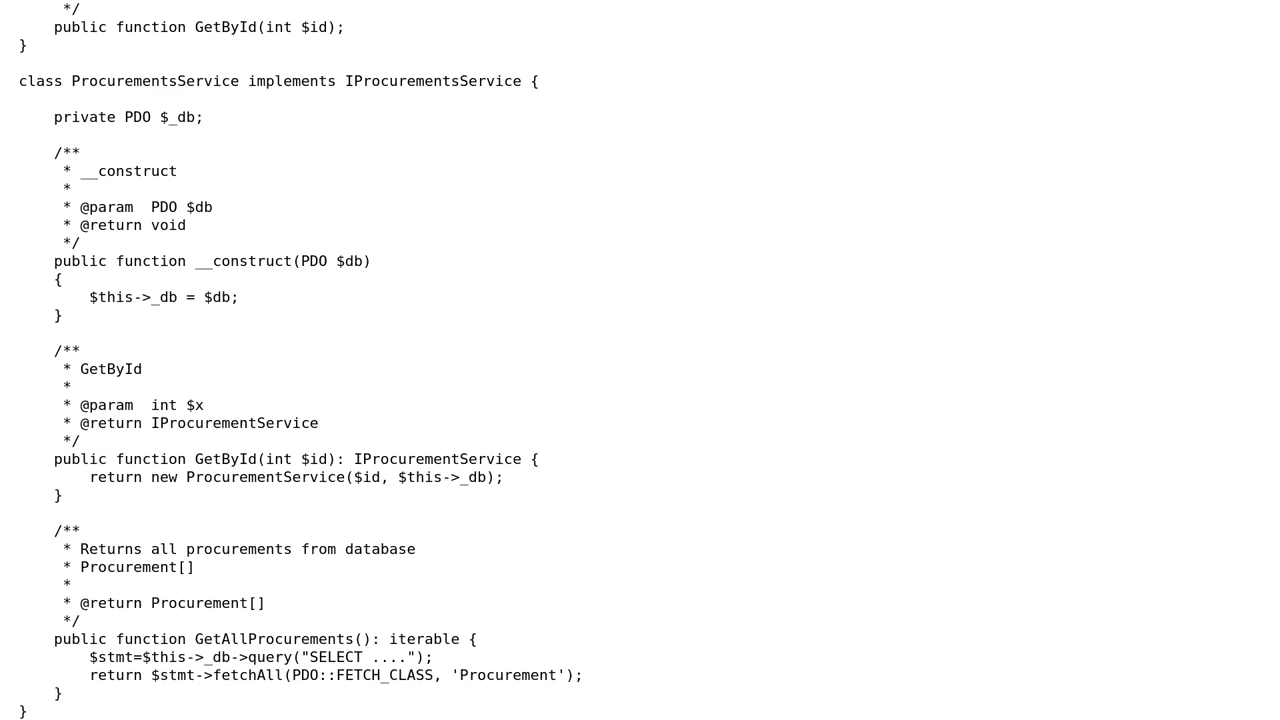 */
    public function GetById(int $id);
}

class ProcurementsService implements IProcurementsService {

    private PDO $_db;

    /**
     * __construct
     *
     * @param  PDO $db
     * @return void
     */
    public function __construct(PDO $db)
    {
        $this->_db = $db;
    }

    /**
     * GetById
     *
     * @param  int $x
     * @return IProcurementService
     */
    public function GetById(int $id): IProcurementService {
        return new ProcurementService($id, $this->_db);
    }

    /**
     * Returns all procurements from database
     * Procurement[]
     *
     * @return Procurement[]
     */
    public function GetAllProcurements(): iterable {
        $stmt=$this->_db->query("SELECT ....");
        return $stmt->fetchAll(PDO::FETCH_CLASS, 'Procurement');
    }
}